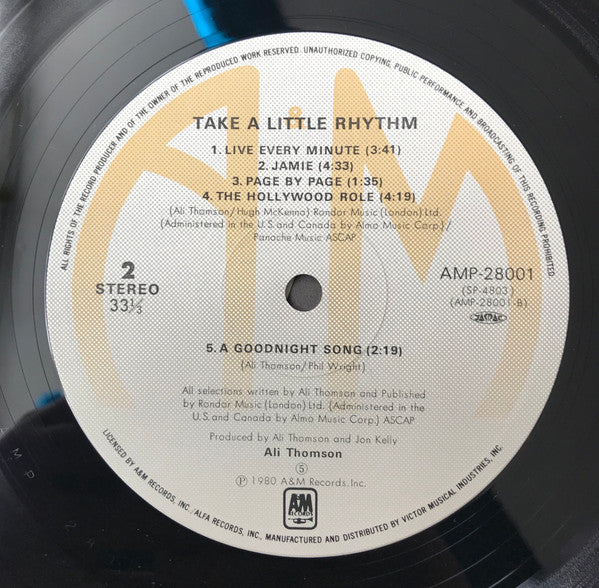 ALL RIGHTS OF THE RECORD PRODUCER AND OF THE OWNER OF THE REPRODUCED WORK RESERVED. UNAUTHORIZED COPYING, PUBLIC PERFORMANCE AND BROADCASTING OF THIS RECORDING PROHIBITED.
TAKE A LITTLE RHYTHM
1. LIVE EVERY MINUTE (3:41)
2. JAMIE (4:33)
3. PAGE BY PAGE (1:35)
4. THE HOLLYWOOD ROLE (4:19)
(Ali Thomson/Hugh McKenna) Rondor Music (London) Ltd.
(Administered in the U.S. and Canada by Almo Music Corp.)/
Panache Music ASCAP
2
STEREO
33⅓
AMP-28001
(SP-4803)
(AMP-28001-B)
JASRAC
5. A GOODNIGHT SONG (2:19)
(Ali Thomson/Phil Wright)
All selections written by Ali Thomson and Published
by Rondor Music (London) Ltd. (Administered in the
U.S. and Canada by Almo Music Corp.) ASCAP
Produced by Ali Thomson and Jon Kelly
Ali Thomson
Ⓢ
Ⓟ 1980 A&M Records, Inc.
A&M
RECORDS
LICENSED BY A&M RECORDS, INC./ALFA RECORDS, INC., MANUFACTURED AND DISTRIBUTED BY VICTOR MUSICAL INDUSTRIES, INC.
A&M
M P
2